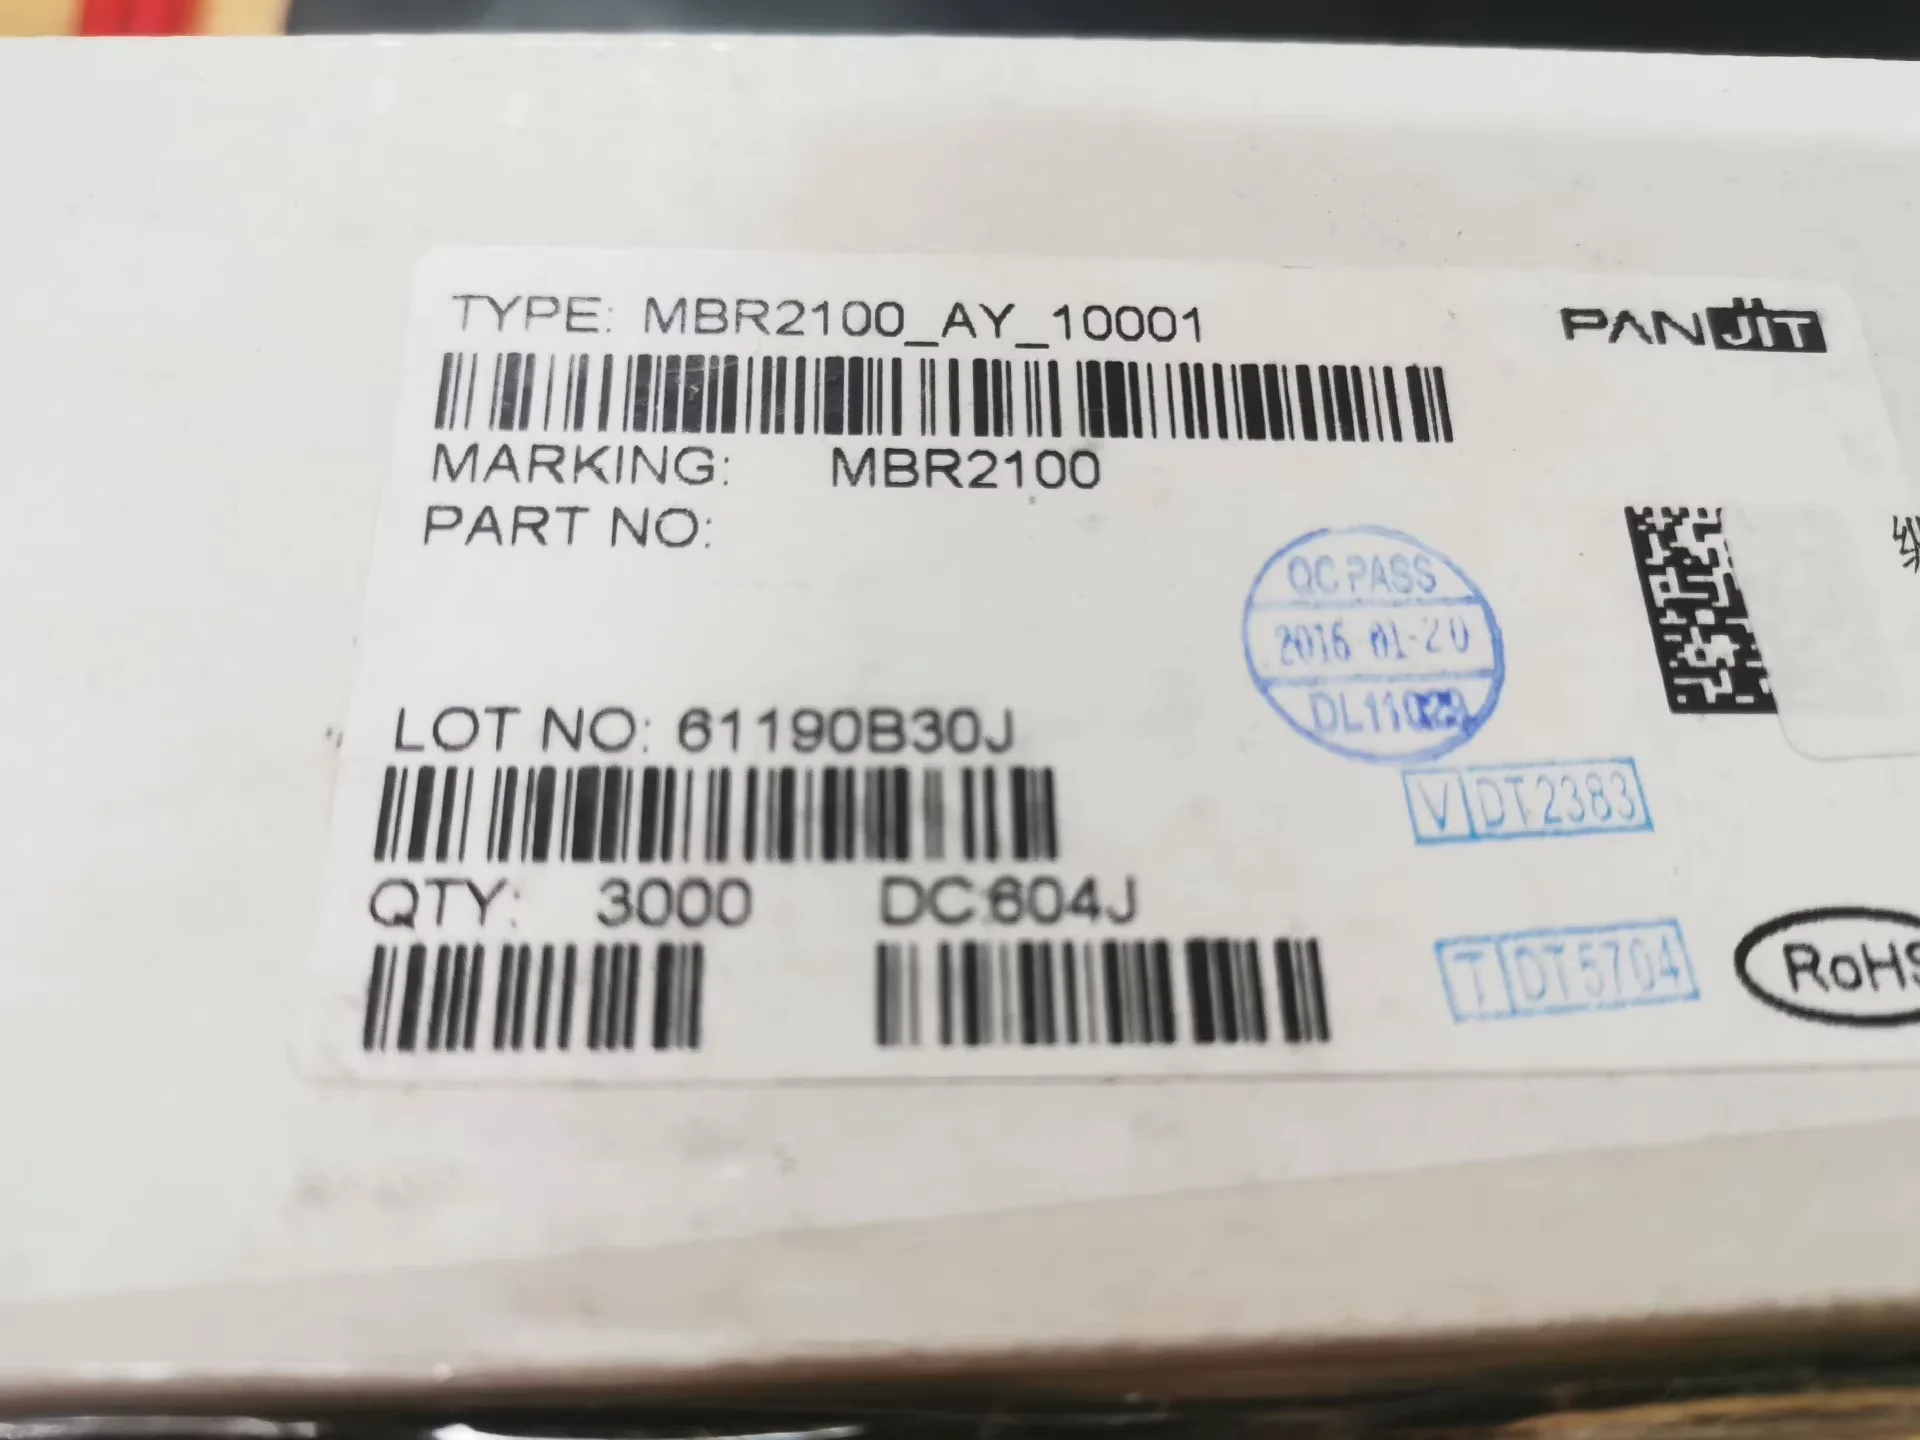 TYPE: MBR2100_AY_10001
PANJIT
MARKING: MBR2100
PART NO:
QC PASS
2016 01-20
LOT NO: 61190B30J
V DT2383
QTY: 3000 DC:604J
T DT5704
RoHS